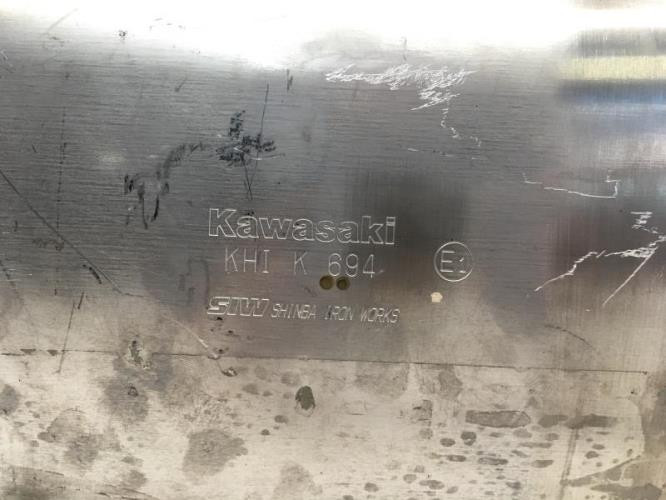 Kawasaki
KHI K 694 E1
SIW SHINBA IRON WORKS